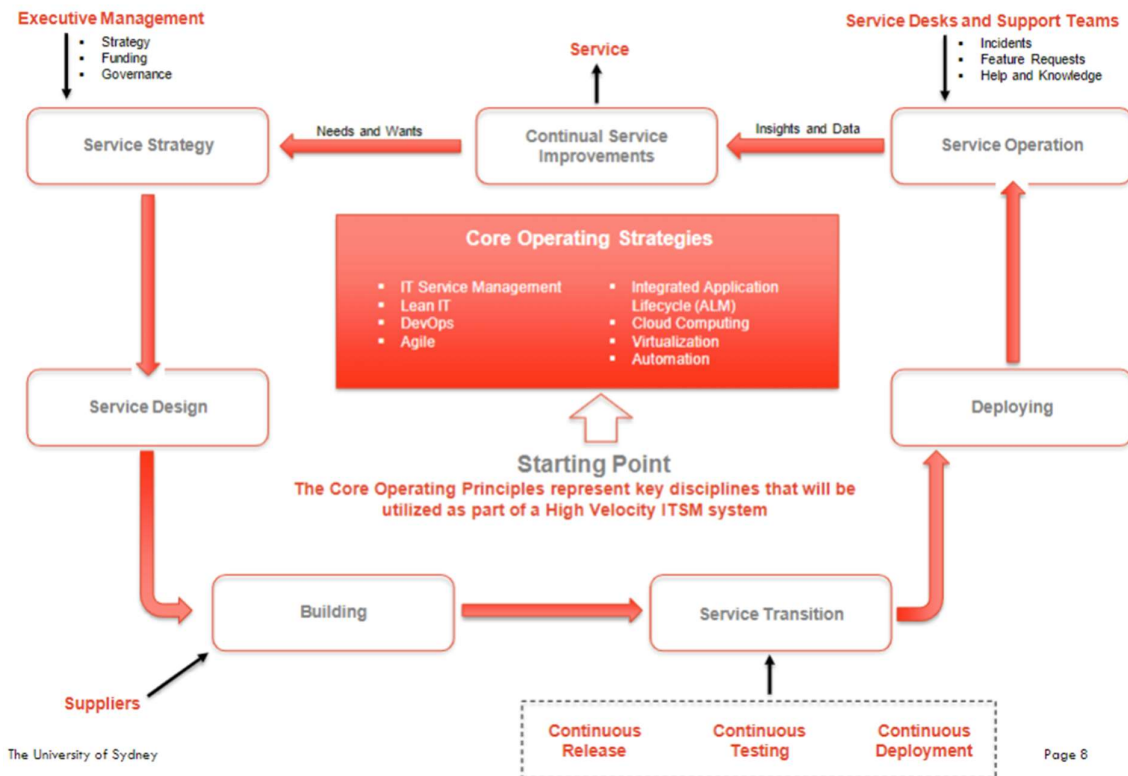 Executive Management
▪ Strategy
▪ Funding
▪ Governance
Service
Service Desks and Support Teams
▪ Incidents
▪ Feature Requests
▪ Help and Knowledge
Service Strategy
Needs and Wants
Continual Service
Improvements
Insights and Data
Service Operation
Core Operating Strategies
▪ IT Service Management
▪ Lean IT
▪ DevOps
▪ Agile
▪ Integrated Application
Lifecycle (ALM)
▪ Cloud Computing
▪ Virtualization
▪ Automation
Service Design
Deploying
Starting Point
The Core Operating Principles represent key disciplines that will be
utilized as part of a High Velocity ITSM system
Building
Service Transition
Suppliers
Continuous
Release
Continuous
Testing
Continuous
Deployment
The University of Sydney
Page 8